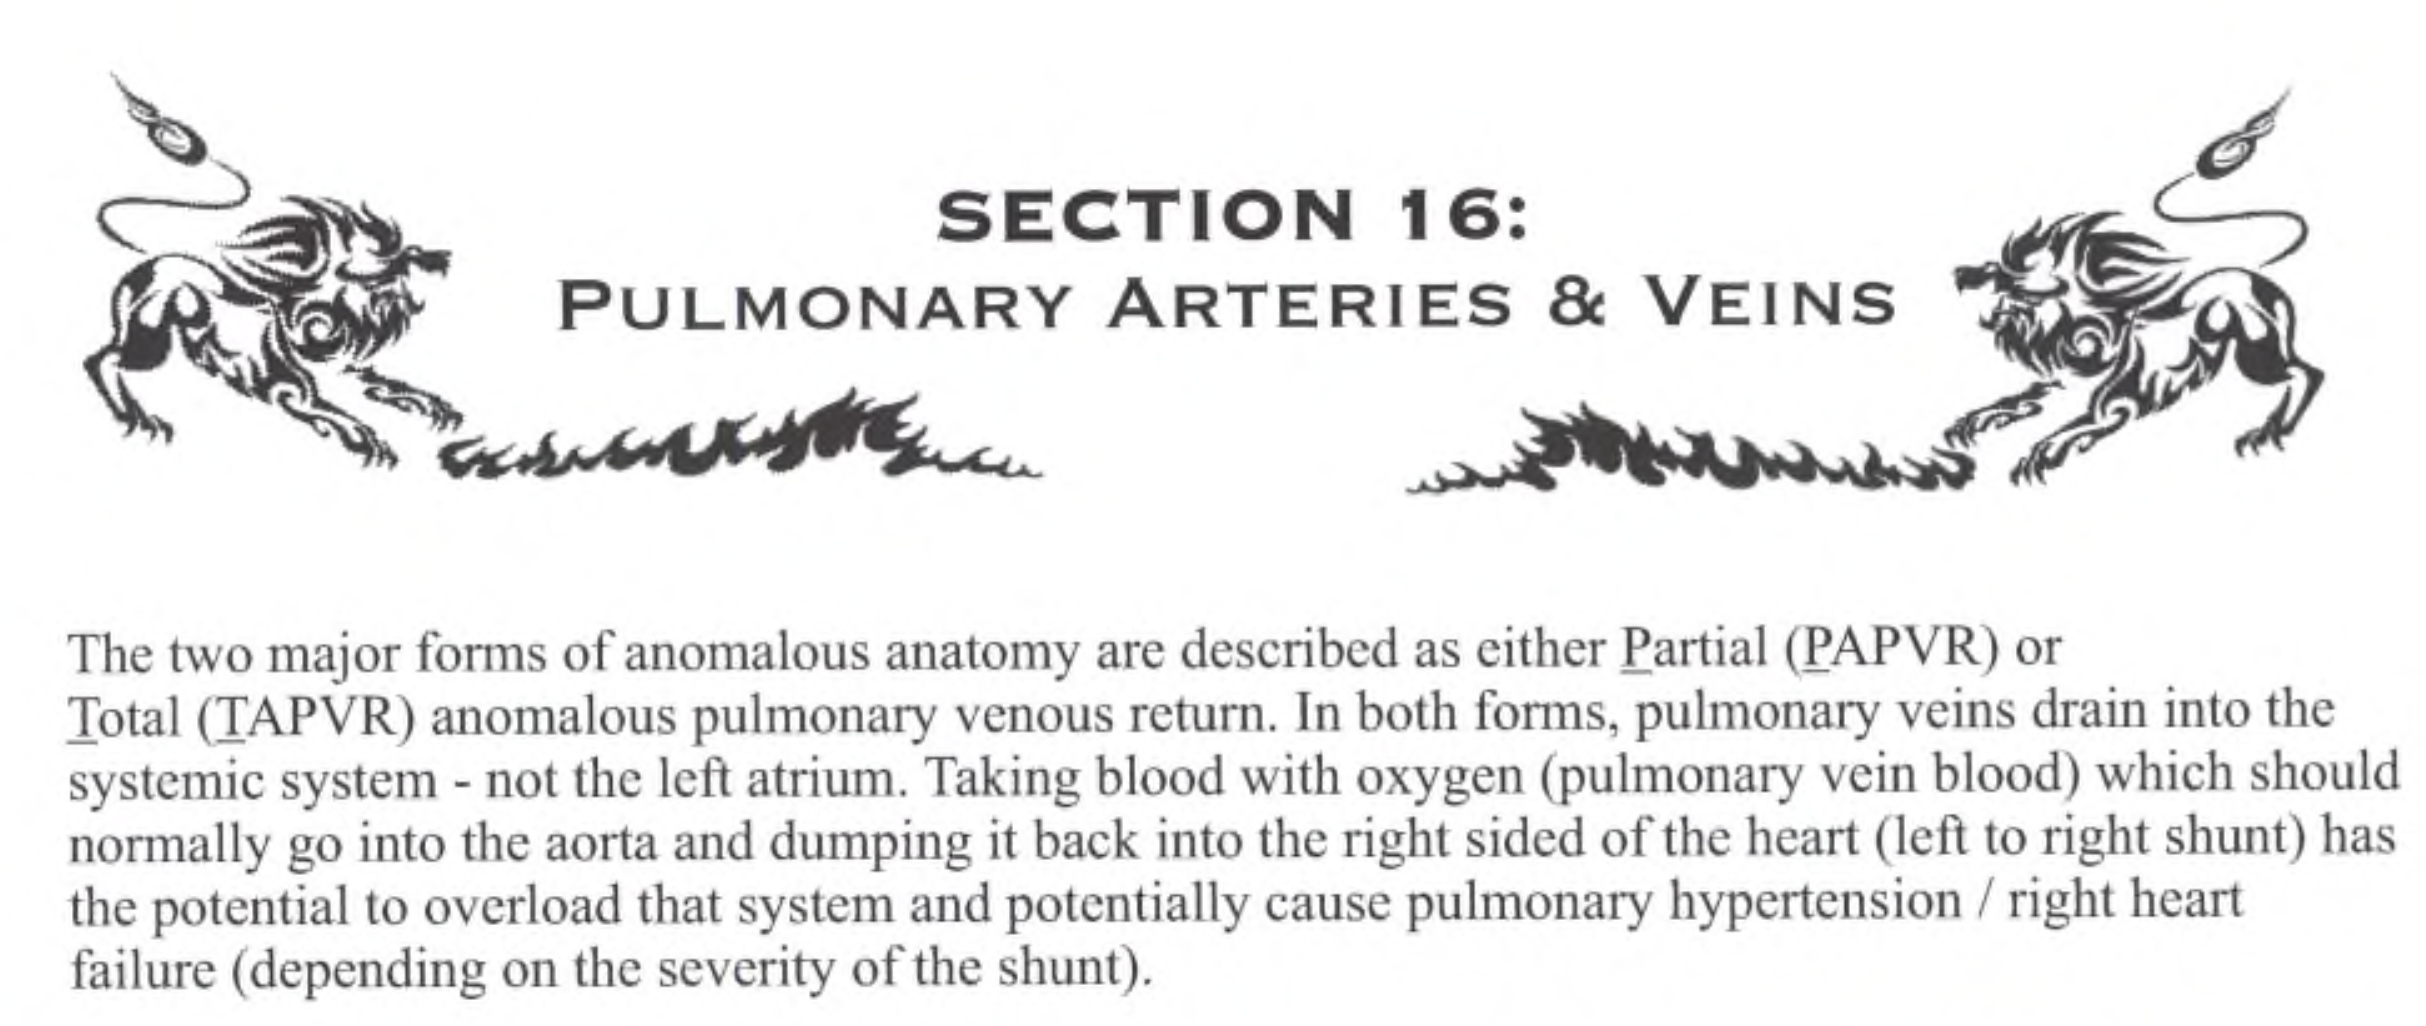 SECTION 16:
PULMONARY ARTERIES & VEINS
The two major forms of anomalous anatomy are described as either Partial (PAPVR) or
Total (TAPVR) anomalous pulmonary venous return. In both forms, pulmonary veins drain into the
systemic system - not the left atrium. Taking blood with oxygen (pulmonary vein blood) which should
normally go into the aorta and dumping it back into the right sided of the heart (left to right shunt) has
the potential to overload that system and potentially cause pulmonary hypertension / right heart
failure (depending on the severity of the shunt).